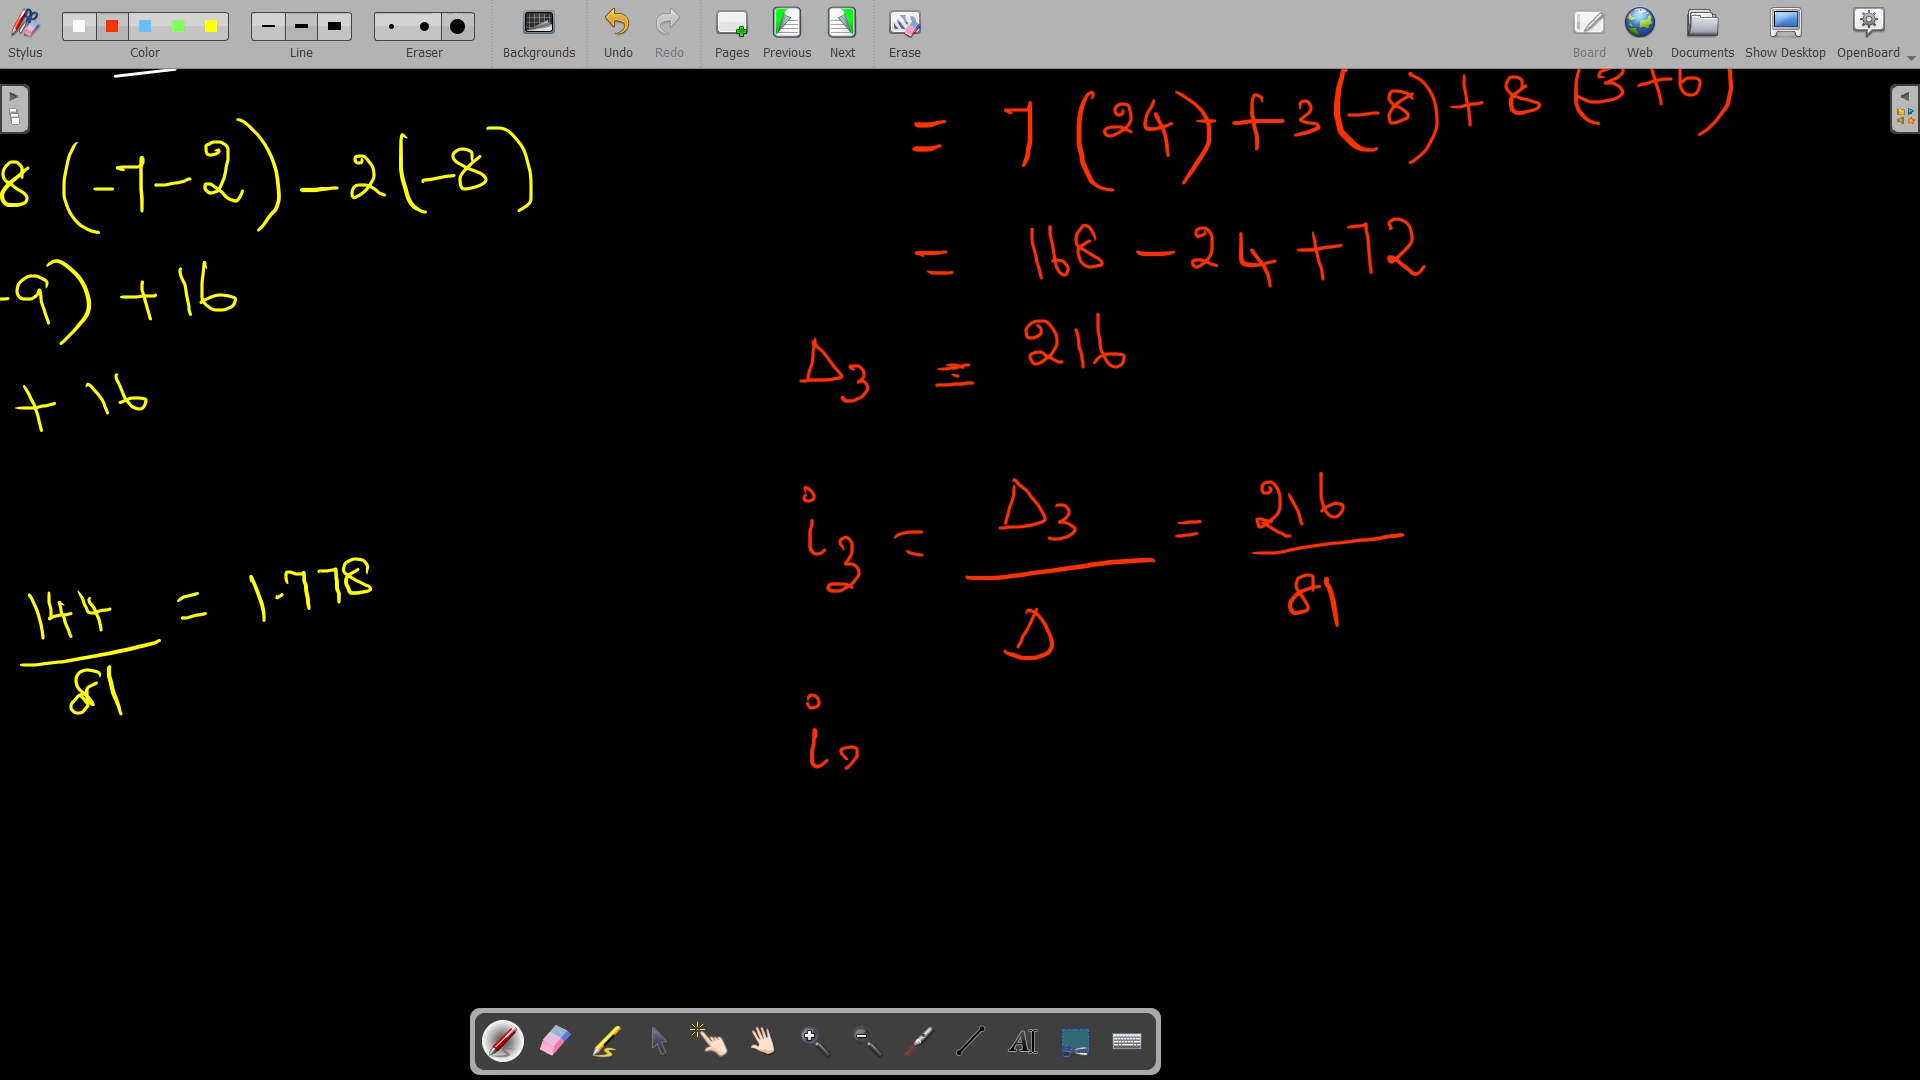 Stylus Color Line Eraser Backgrounds Undo Redo Pages Previous Next Erase Board Web Documents Show Desktop OpenBoard
8 (-7-2) -2(-8)
-9) + 16
+ 16
144/81 = 1.778
= 7 (24) + 3(-8) + 8 (3+6)
= 168 - 24 + 72
Δ3 = 216
i3 = Δ3/Δ = 216/81
i
AI